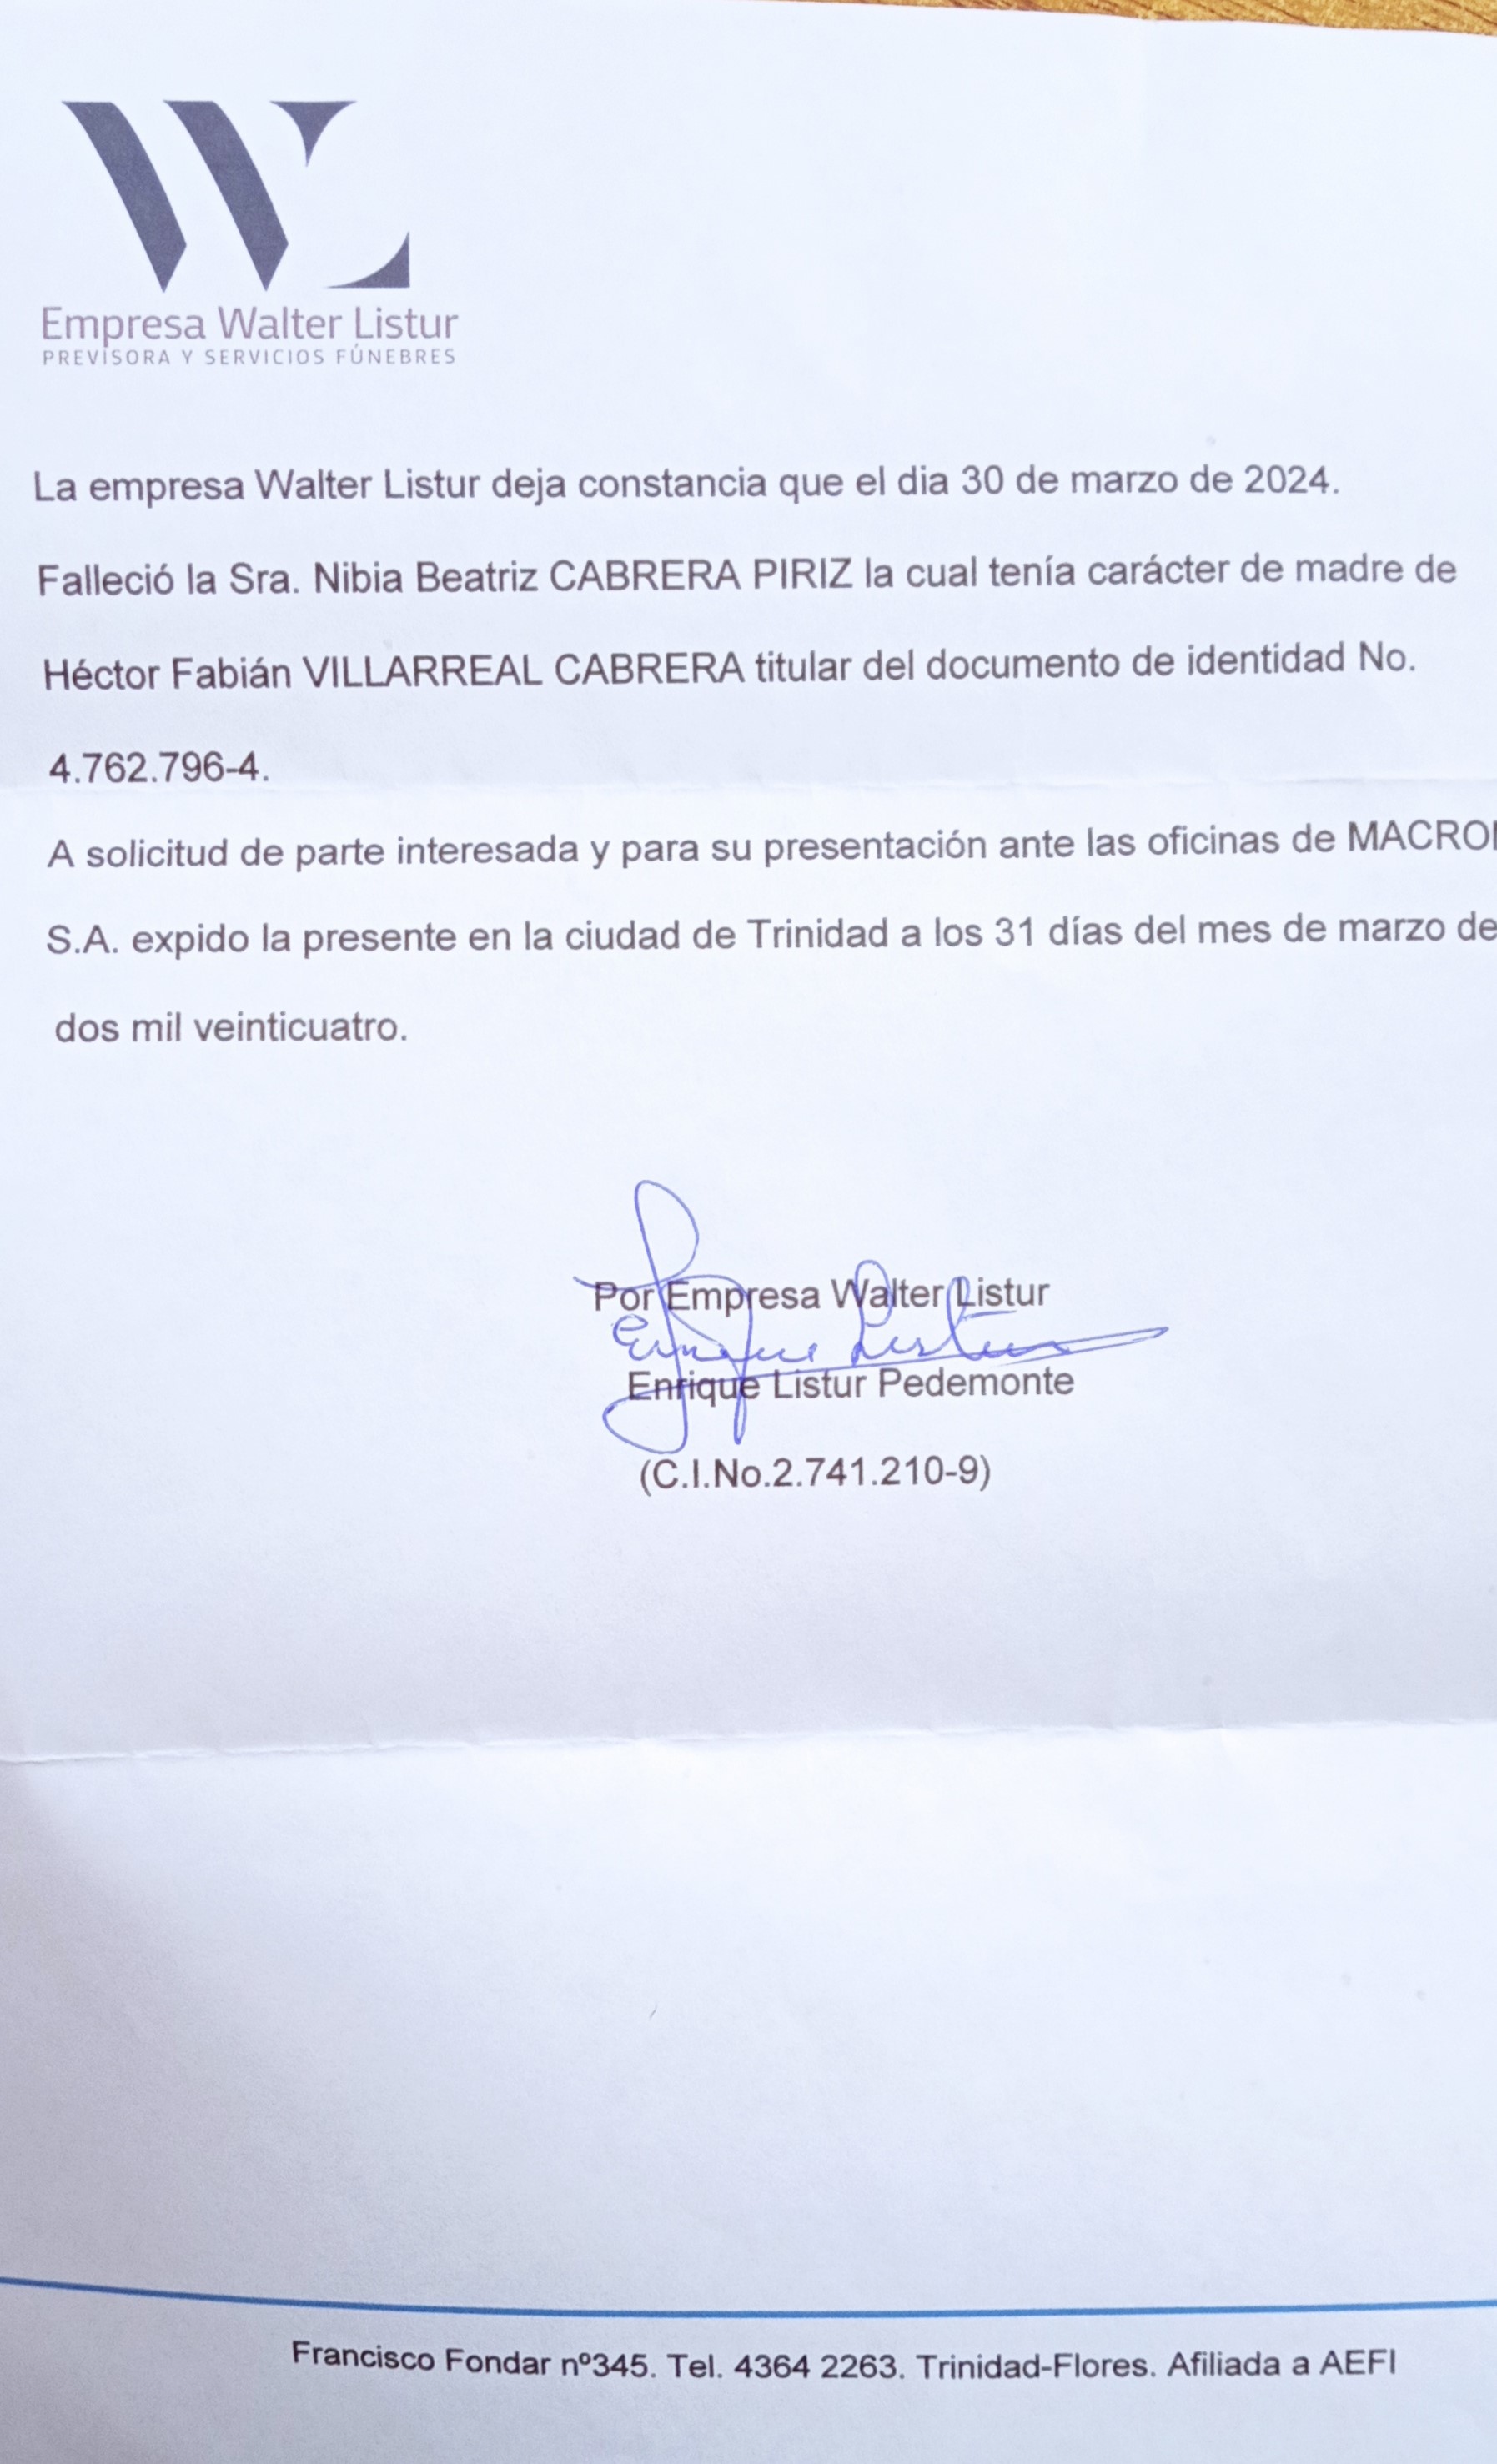 WL
Empresa Walter Listur
PREVISORA Y SERVICIOS FÚNEBRES
La empresa Walter Listur deja constancia que el dia 30 de marzo de 2024.
Falleció la Sra. Nibia Beatriz CABRERA PIRIZ la cual tenía carácter de madre de
Héctor Fabián VILLARREAL CABRERA titular del documento de identidad No.
4.762.796-4.
A solicitud de parte interesada y para su presentación ante las oficinas de
S.A. expido la presente en la ciudad de Trinidad a los 31 días del mes de marzo de
dos mil veinticuatro.
Por Empresa Walter Listur
Enrique Listur
Enrique Listur Pedemonte
(C.I.No.2.741.210-9)
Francisco Fondar nº345. Tel. 4364 2263. Trinidad-Flores. Afiliada a AEFI